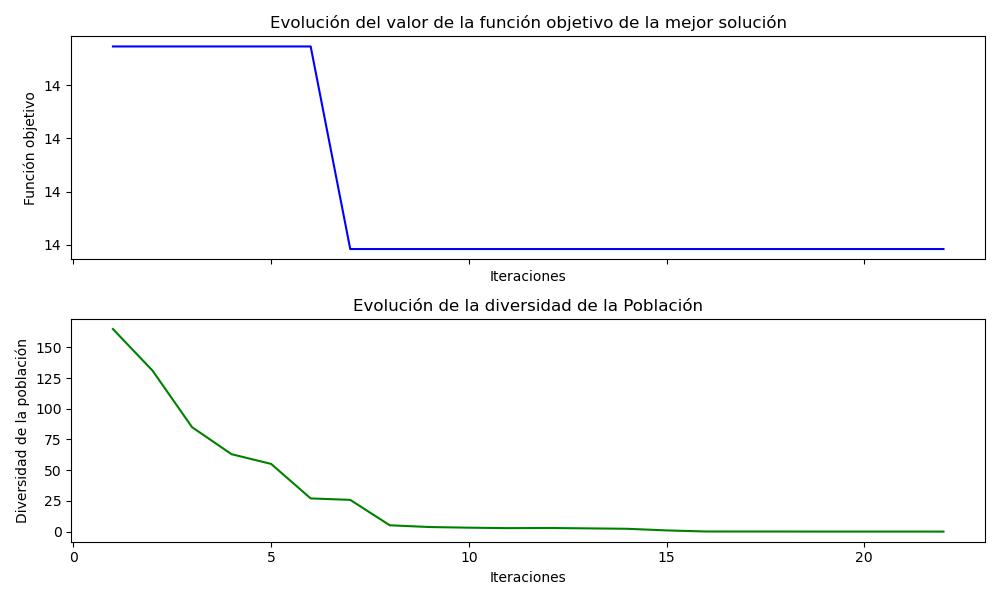 Evolución del valor de la función objetivo de la mejor solución
Función objetivo
14
14
14
14
Iteraciones
Evolución de la diversidad de la Población
Diversidad de la población
150
125
100
75
50
25
0
0 5 10 15 20
Iteraciones